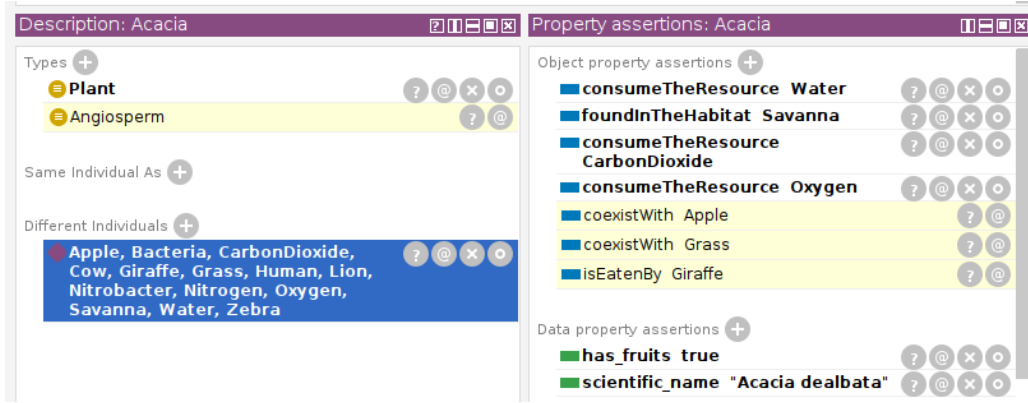 Description: Acacia
Types
Plant
Angiosperm
Same Individual As
Different Individuals
Apple, Bacteria, CarbonDioxide,
Cow, Giraffe, Grass, Human, Lion,
Nitrobacter, Nitrogen, Oxygen,
Savanna, Water, Zebra
Property assertions: Acacia
Object property assertions
consumeTheResource Water
foundInTheHabitat Savanna
consumeTheResource
CarbonDioxide
consumeTheResource Oxygen
coexistWith Apple
coexistWith Grass
isEatenBy Giraffe
Data property assertions
has_fruits true
scientific_name "Acacia dealbata"